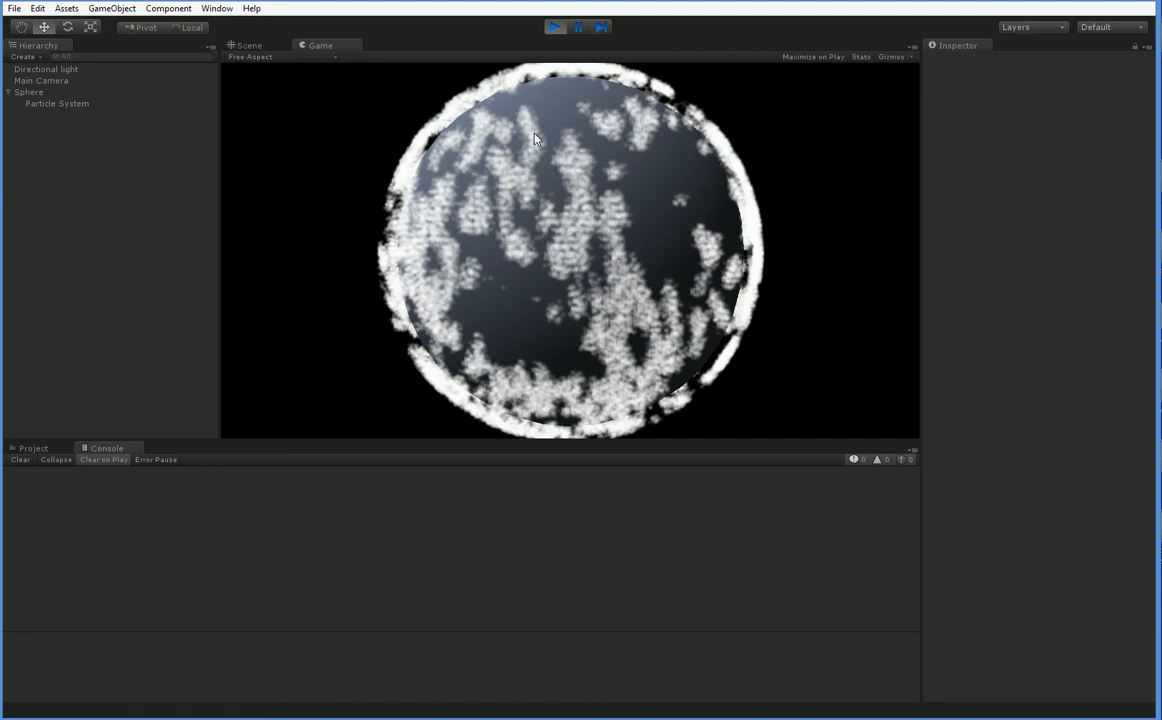 File Edit Assets GameObject Component Window Help
Pivot Local Layers Default
Hierarchy Scene Game Inspector
Create All Free Aspect Maximize on Play Stats Gizmos
Directional light
Main Camera
Sphere
Particle System
Project Console
Clear Collapse Clear on Play Error Pause 0 0 0